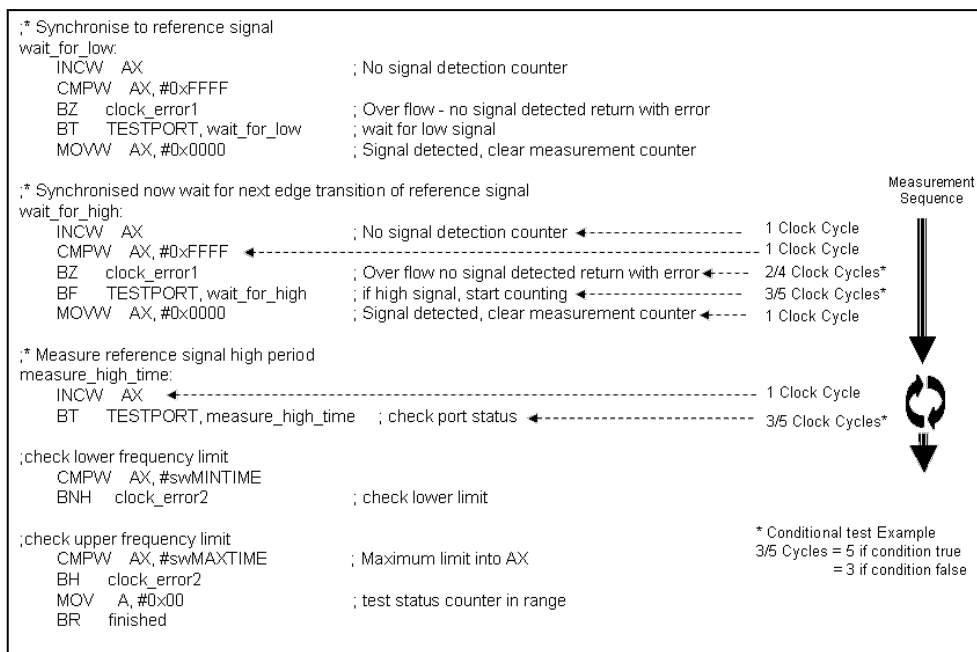 ;* Synchronise to reference signal
wait_for_low:
INCW AX ; No signal detection counter
CMPW AX, #0xFFFF
BZ clock_error1 ; Over flow - no signal detected return with error
BT TESTPORT, wait_for_low ; wait for low signal
MOVW AX, #0x0000 ; Signal detected, clear measurement counter
;* Synchronised now wait for next edge transition of reference signal
Measurement
Sequence
wait_for_high:
INCW AX ; No signal detection counter 1 Clock Cycle
CMPW AX, #0xFFFF 1 Clock Cycle
BZ clock_error1 ; Over flow no signal detected return with error 2/4 Clock Cycles*
BF TESTPORT, wait_for_high ; if high signal, start counting 3/5 Clock Cycles*
MOVW AX, #0x0000 ; Signal detected, clear measurement counter 1 Clock Cycle
;* Measure reference signal high period
measure_high_time:
INCW AX 1 Clock Cycle
BT TESTPORT, measure_high_time ; check port status 3/5 Clock Cycles*
;check lower frequency limit
CMPW AX, #swMINTIME
BNH clock_error2 ; check lower limit
;check upper frequency limit
CMPW AX, #swMAXTIME ; Maximum limit into AX
BH clock_error2
MOV A, #0x00 ; test status counter in range
BR finished
* Conditional test Example
3/5 Cycles = 5 if condition true
= 3 if condition false